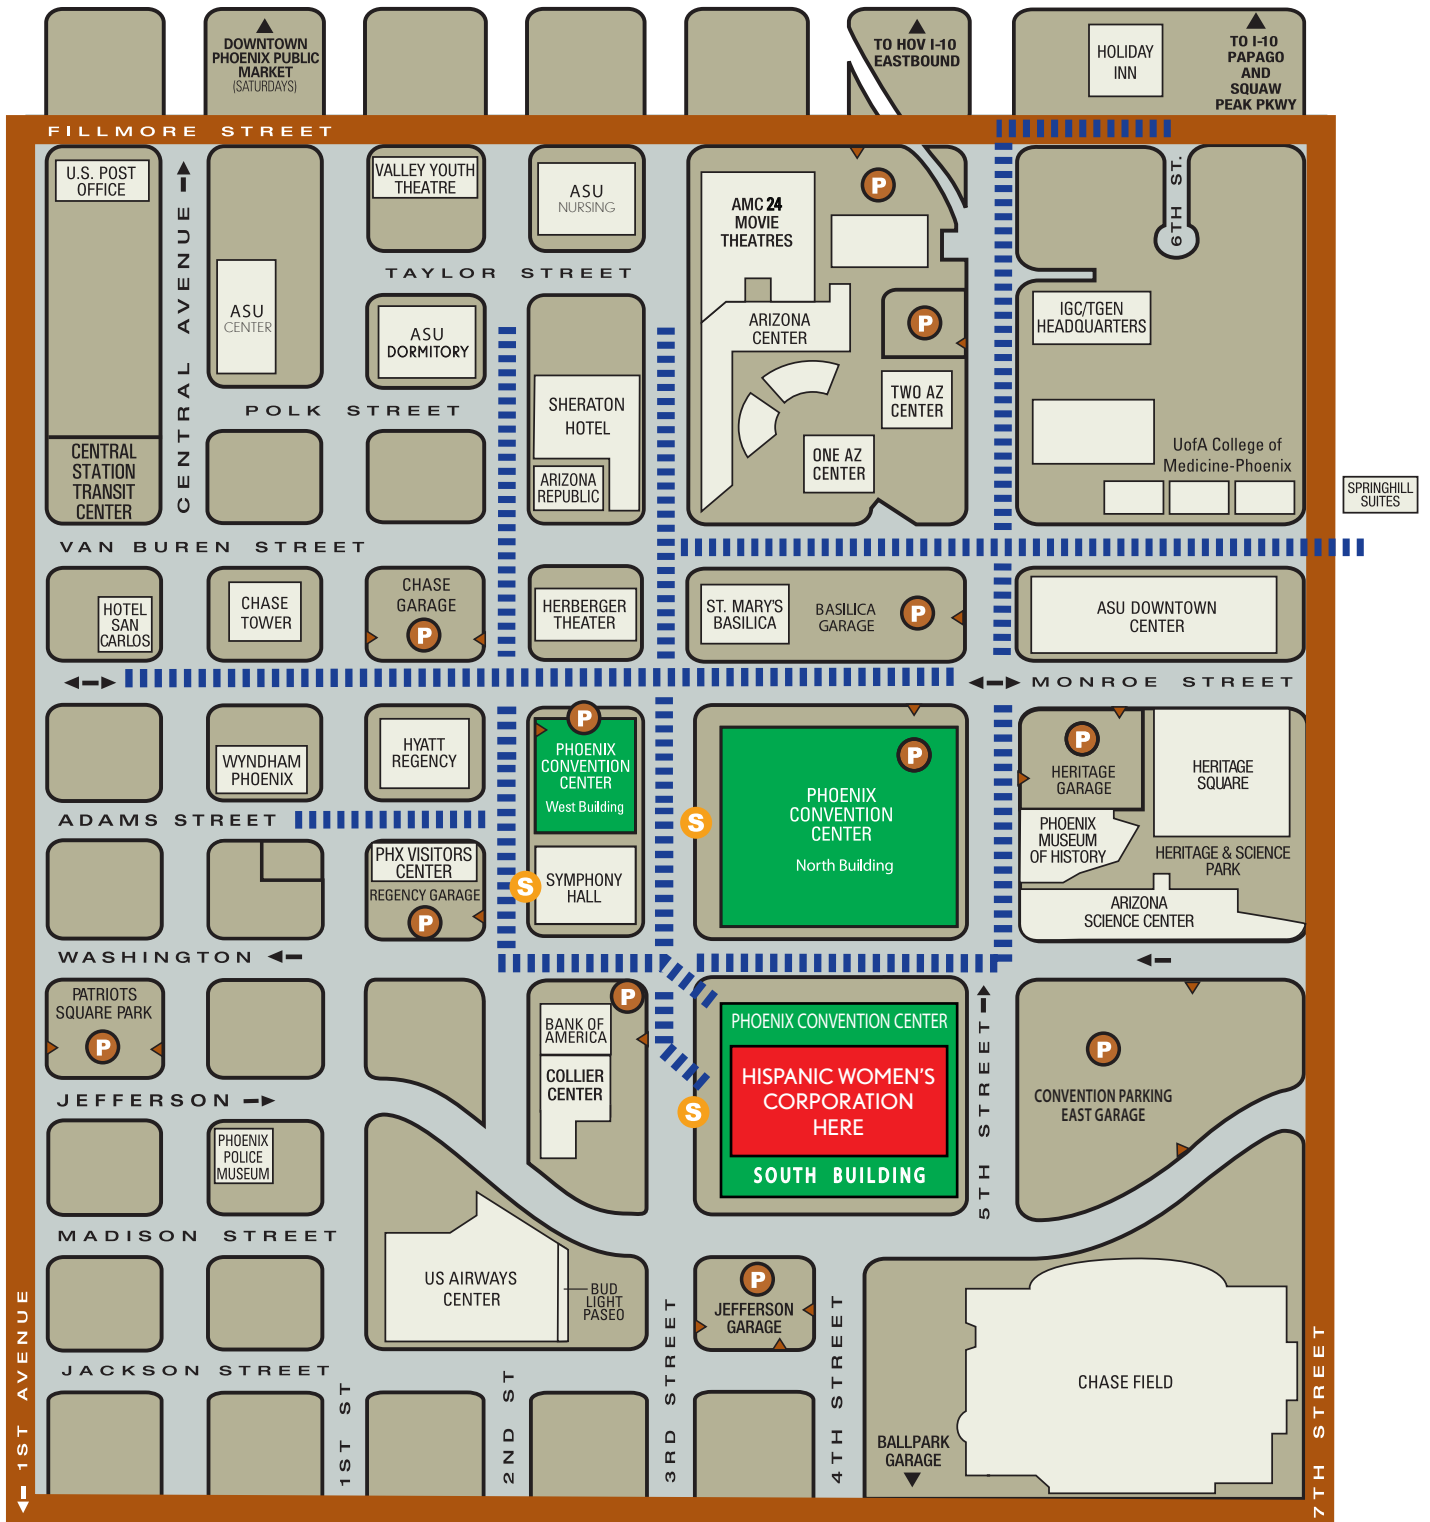 DOWNTOWN
PHOENIX PUBLIC
MARKET
(SATURDAYS)
TO HOV I-10
EASTBOUND
HOLIDAY
INN
TO I-10
PAPAGO
AND
SQUAW
PEAK PKWY
FILLMORE STREET
U.S. POST
OFFICE
CENTRAL AVENUE
VALLEY YOUTH
THEATRE
ASU
NURSING
AMC 24
MOVIE
THEATRES
P
6TH ST.
TAYLOR STREET
ASU
CENTER
ASU
DORMITORY
ARIZONA
CENTER
P
IGC/TGEN
HEADQUARTERS
POLK STREET
SHERATON
HOTEL
TWO AZ
CENTER
CENTRAL
STATION
TRANSIT
CENTER
ARIZONA
REPUBLIC
ONE AZ
CENTER
UofA College of
Medicine-Phoenix
SPRINGHILL
SUITES
VAN BUREN STREET
HOTEL
SAN
CARLOS
CHASE
TOWER
CHASE
GARAGE
P
HERBERGER
THEATER
ST. MARY'S
BASILICA
BASILICA
GARAGE
P
ASU DOWNTOWN
CENTER
MONROE STREET
WYNDHAM
PHOENIX
HYATT
REGENCY
P
PHOENIX
CONVENTION
CENTER
West Building
P
PHOENIX
CONVENTION
CENTER
North Building
P
HERITAGE
GARAGE
HERITAGE
SQUARE
ADAMS STREET
S
PHOENIX
MUSEUM
OF HISTORY
HERITAGE & SCIENCE
PARK
PHX VISITORS
CENTER
REGENCY GARAGE
P
S
SYMPHONY
HALL
ARIZONA
SCIENCE CENTER
WASHINGTON
PATRIOTS
SQUARE PARK
P
P
BANK OF
AMERICA
COLLIER
CENTER
PHOENIX CONVENTION CENTER
HISPANIC WOMEN'S
CORPORATION
HERE
SOUTH BUILDING
S
5TH STREET
P
CONVENTION PARKING
EAST GARAGE
JEFFERSON
PHOENIX
POLICE
MUSEUM
MADISON STREET
US AIRWAYS
CENTER
BUD
LIGHT
PASEO
P
JEFFERSON
GARAGE
JACKSON STREET
CHASE FIELD
BALLPARK
GARAGE
1ST AVENUE
1ST ST
2ND ST
3RD STREET
4TH STREET
7TH STREET